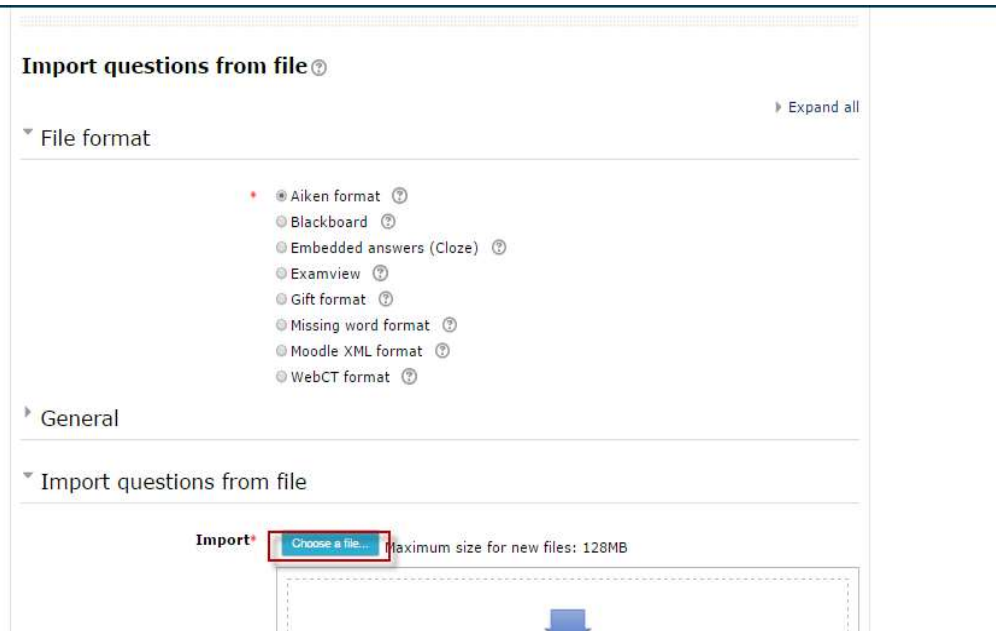 Import questions from file
Expand all
File format
* Aiken format
Blackboard
Embedded answers (Cloze)
Examview
Gift format
Missing word format
Moodle XML format
WebCT format
General
Import questions from file
Import* Choose a file... Maximum size for new files: 128MB